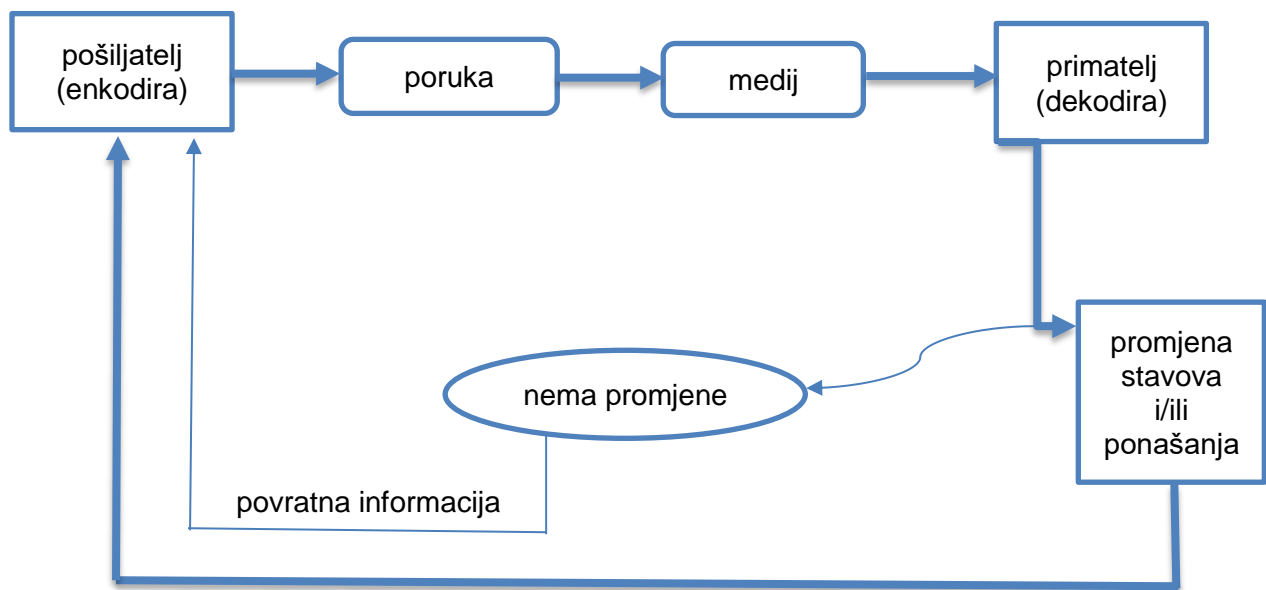 pošiljatelj
(enkodira)
poruka
medij
primatelj
(dekodira)
promjena
stavova
i/ili
ponašanja
nema promjene
povratna informacija